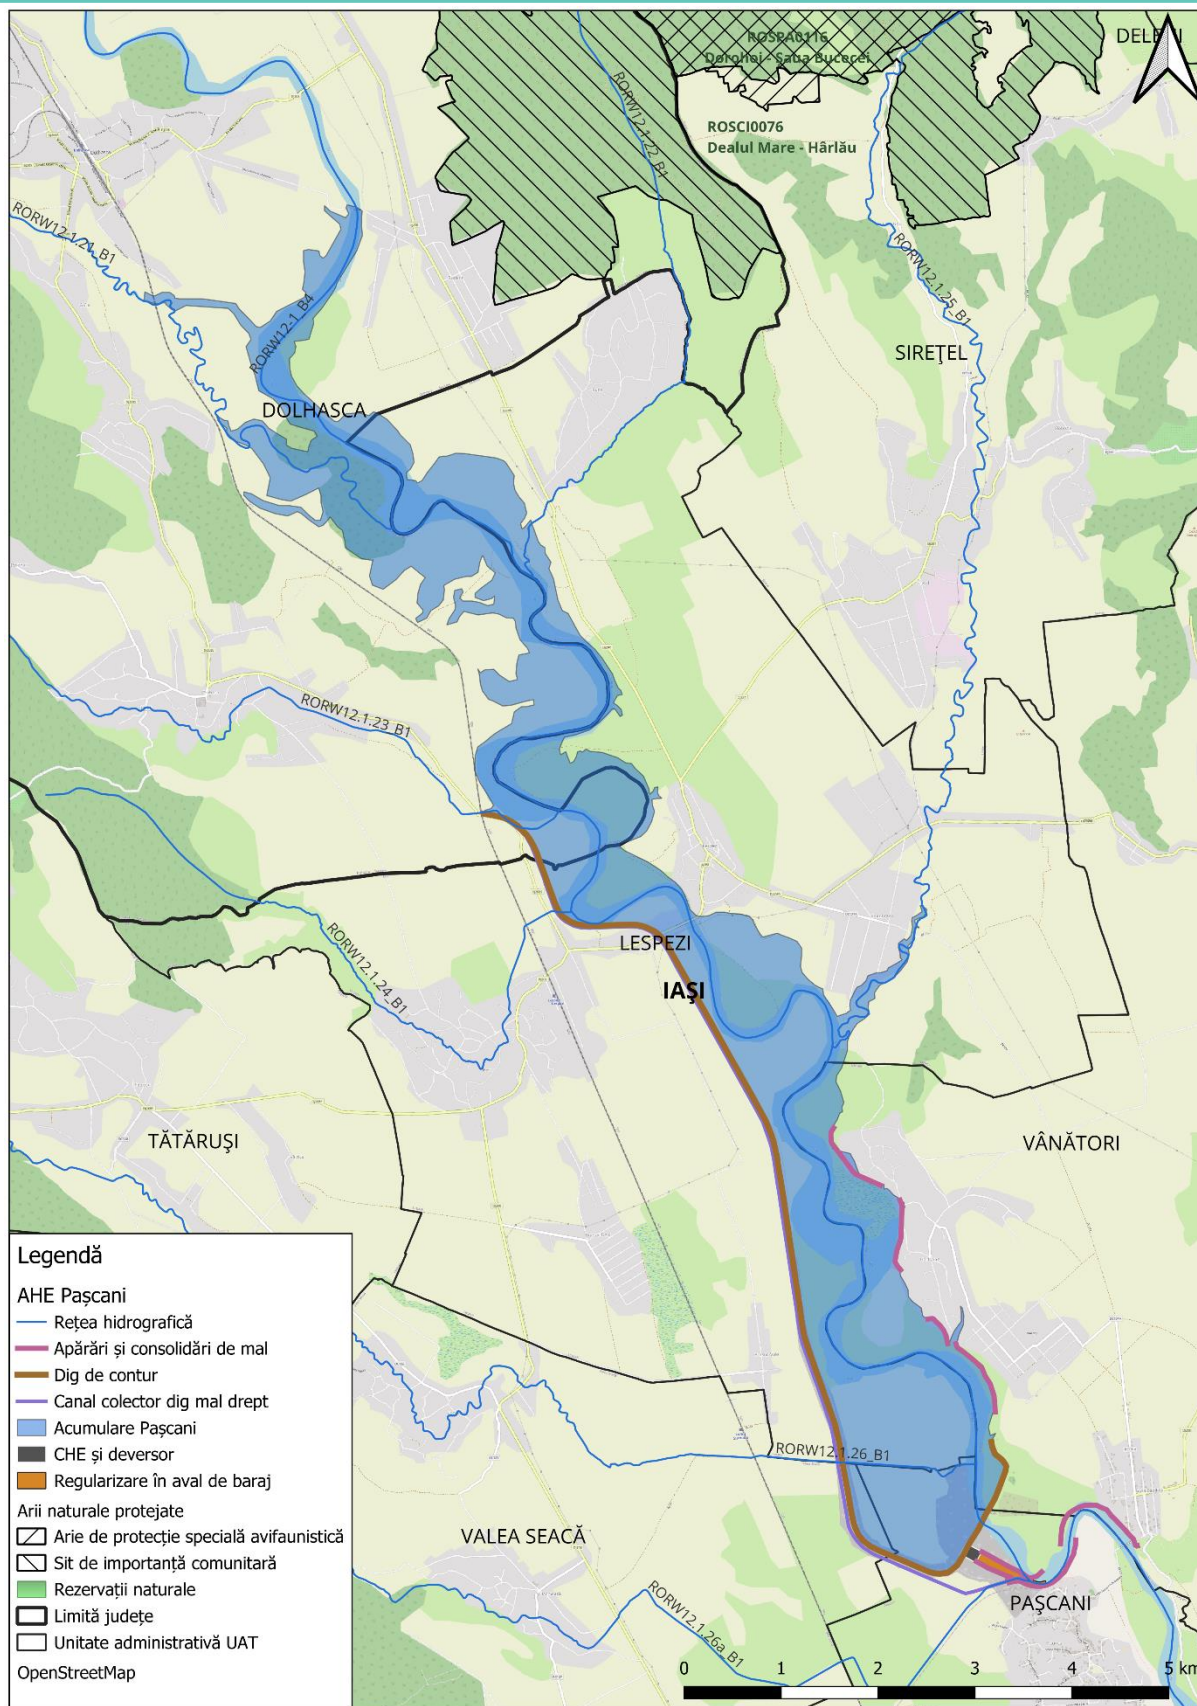 DELENI
ROSPA0116
Dorohoi - Șaua Bucecei
ROSCI0076
Dealul Mare - Hârlău
RORW12.1.22_B1
RORW12.1.21_B1
RORW12.1.25_B1
RORW12-1_B4
SIREȚEL
DOLHASCA
RORW12.1.23_B1
RORW12.1.24_B1
LESPEZI
IAȘI
TĂTĂRUȘI
VÂNĂTORI
RORW12.1.26_B1
VALEA SEACĂ
PAȘCANI
RORW12.1.26a_B1
Legendă
AHE Pașcani
Rețea hidrografică
Apărări și consolidări de mal
Dig de contur
Canal colector dig mal drept
Acumulare Pașcani
CHE și deversor
Regularizare în aval de baraj
Arii naturale protejate
Arie de protecție specială avifaunistică
Sit de importanță comunitară
Rezervații naturale
Limită județe
Unitate administrativă UAT
OpenStreetMap
0 1 2 3 4 5 km